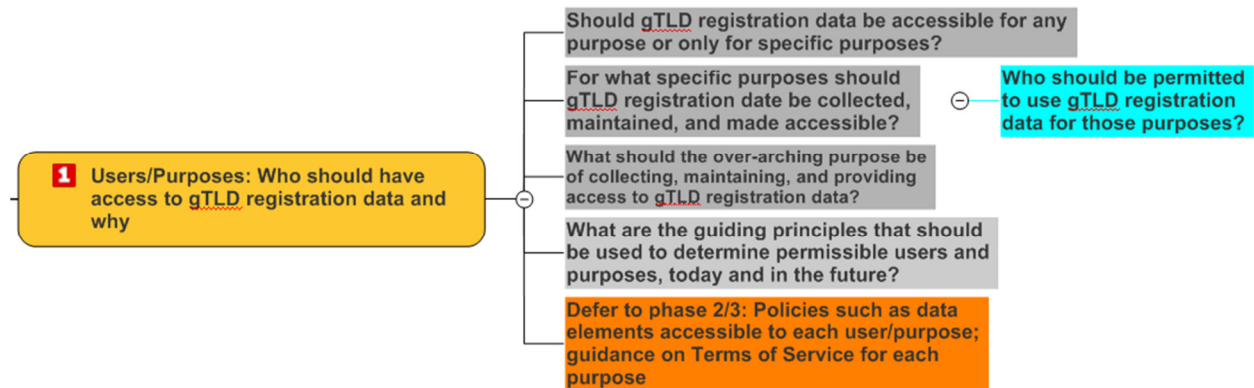 Should gTLD registration data be accessible for any
purpose or only for specific purposes?
For what specific purposes should
gTLD registration date be collected,
maintained, and made accessible?
Who should be permitted
to use gTLD registration
data for those purposes?
What should the over-arching purpose be
of collecting, maintaining, and providing
access to gTLD registration data?
1
Users/Purposes: Who should have
access to gTLD registration data and
why
What are the guiding principles that should
be used to determine permissible users and
purposes, today and in the future?
Defer to phase 2/3: Policies such as data
elements accessible to each user/purpose;
guidance on Terms of Service for each
purpose